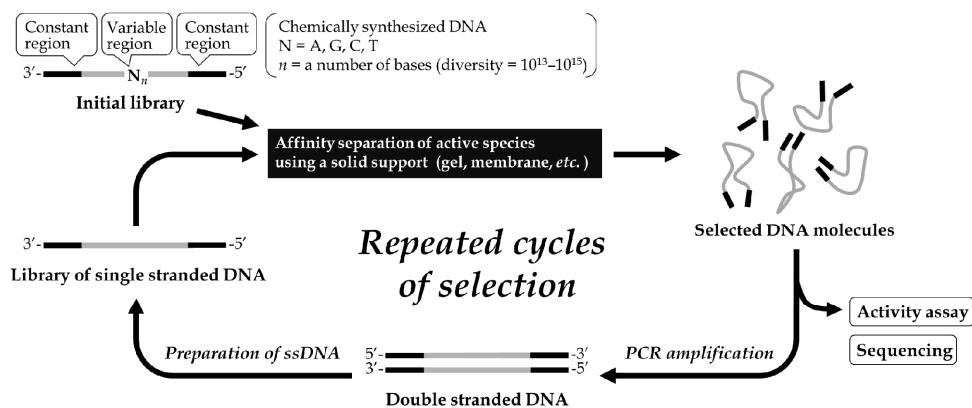 Constant
region
Variable
region
Constant
region
Chemically synthesized DNA
N = A, G, C, T
n = a number of bases (diversity = 10¹³–10¹⁵)
3′- Nₙ -5′
Initial library
Affinity separation of active species
using a solid support (gel, membrane, etc. )
Selected DNA molecules
3′- -5′
Library of single stranded DNA
Repeated cycles
of selection
Activity assay
Sequencing
Preparation of ssDNA
PCR amplification
5′- -3′
3′- -5′
Double stranded DNA